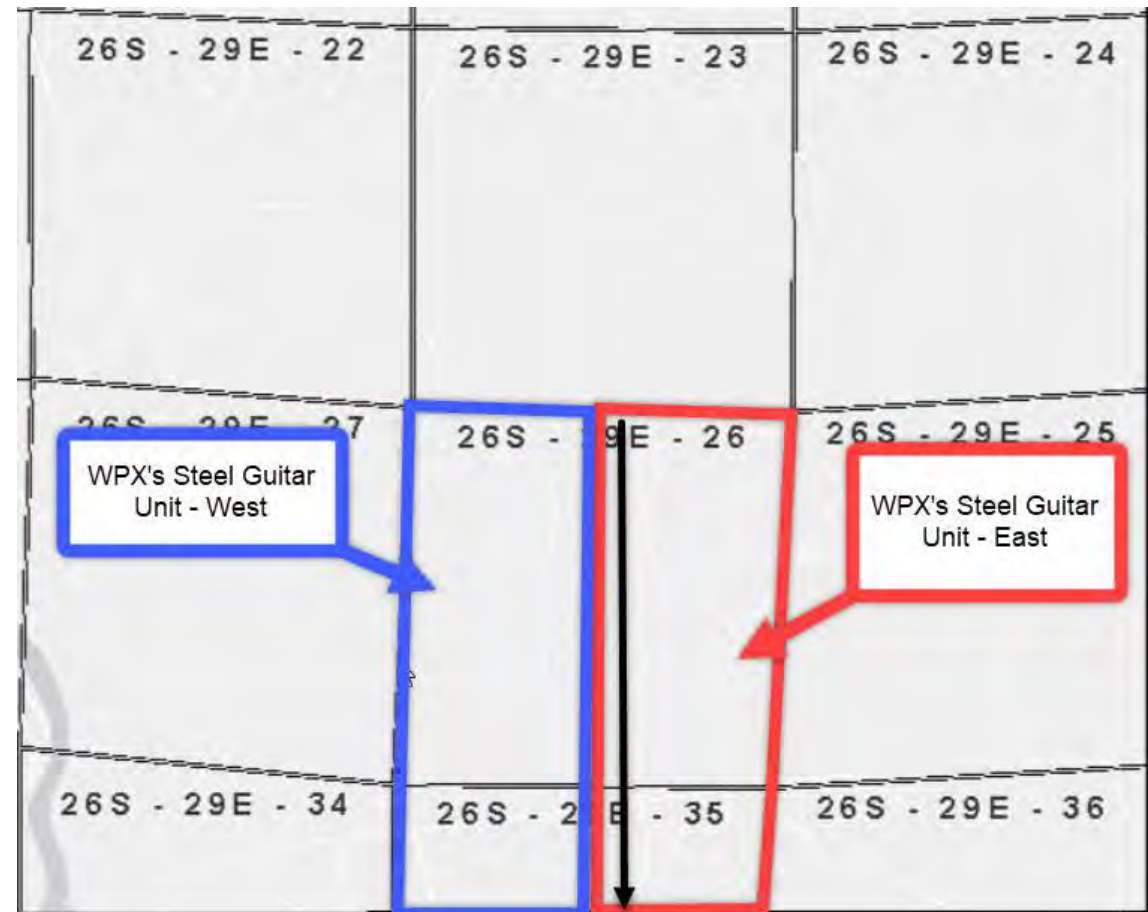 26S - 29E - 22
26S - 29E - 23
26S - 29E - 24
26S - 29E - 27
26S - 29E - 26
26S - 29E - 25
WPX's Steel Guitar
Unit - West
WPX's Steel Guitar
Unit - East
26S - 29E - 34
26S - 29E - 35
26S - 29E - 36